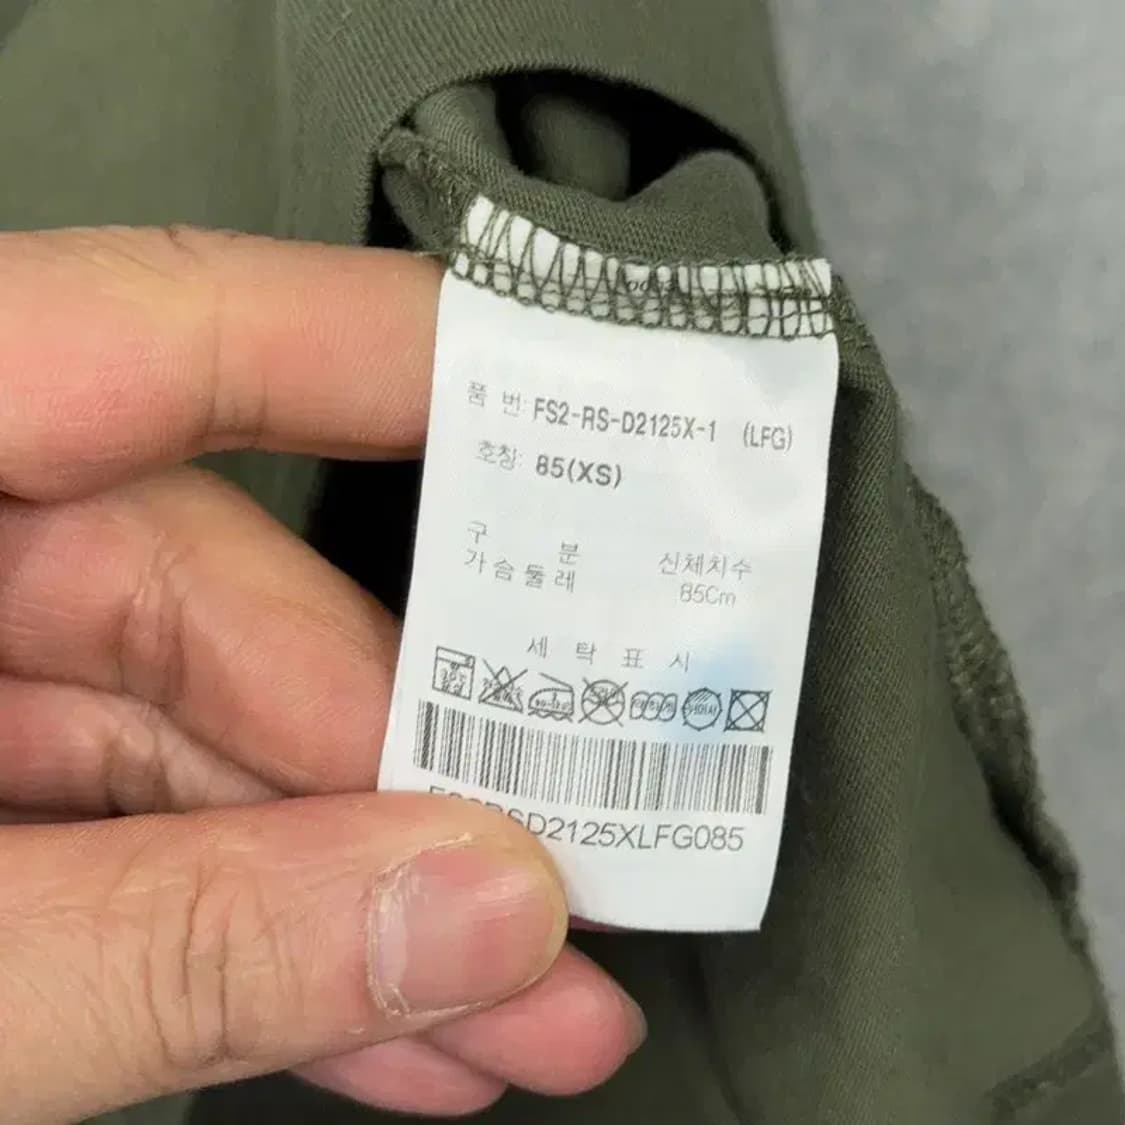 품 번: FS2-RS-D2125X-1 (LFG)
호칭: 85(XS)
구 분 신체치수
가슴둘레 85Cm
세 탁 표 시
SD2125XLFG085